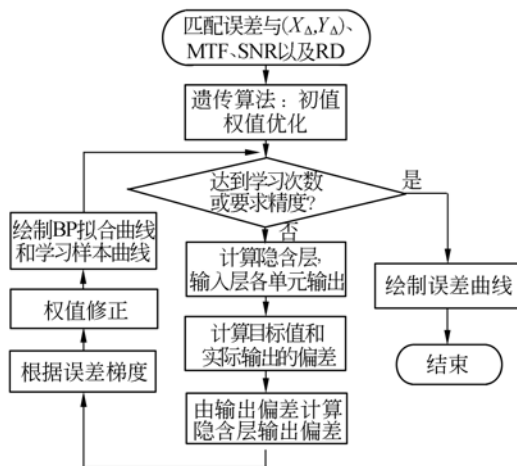 匹配误差与(XΔ,YΔ)、
MTF、SNR以及RD
遗传算法：初值
权值优化
达到学习次数
或要求精度?
是
否
绘制BP拟合曲线
和学习样本曲线
计算隐含层,
输入层各单元输出
绘制误差曲线
权值修正
计算目标值和
实际输出的偏差
结束
根据误差梯度
由输出偏差计算
隐含层输出偏差